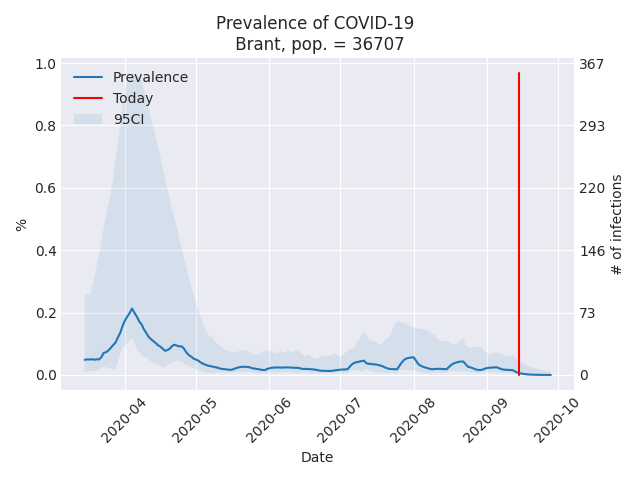 Prevalence of COVID-19
Brant, pop. = 36707
Prevalence
Today
95CI
1.0
0.8
0.6
0.4
0.2
0.0
%
367
293
220
146
73
0
# of infections
2020-04
2020-05
2020-06
2020-07
2020-08
2020-09
2020-10
Date